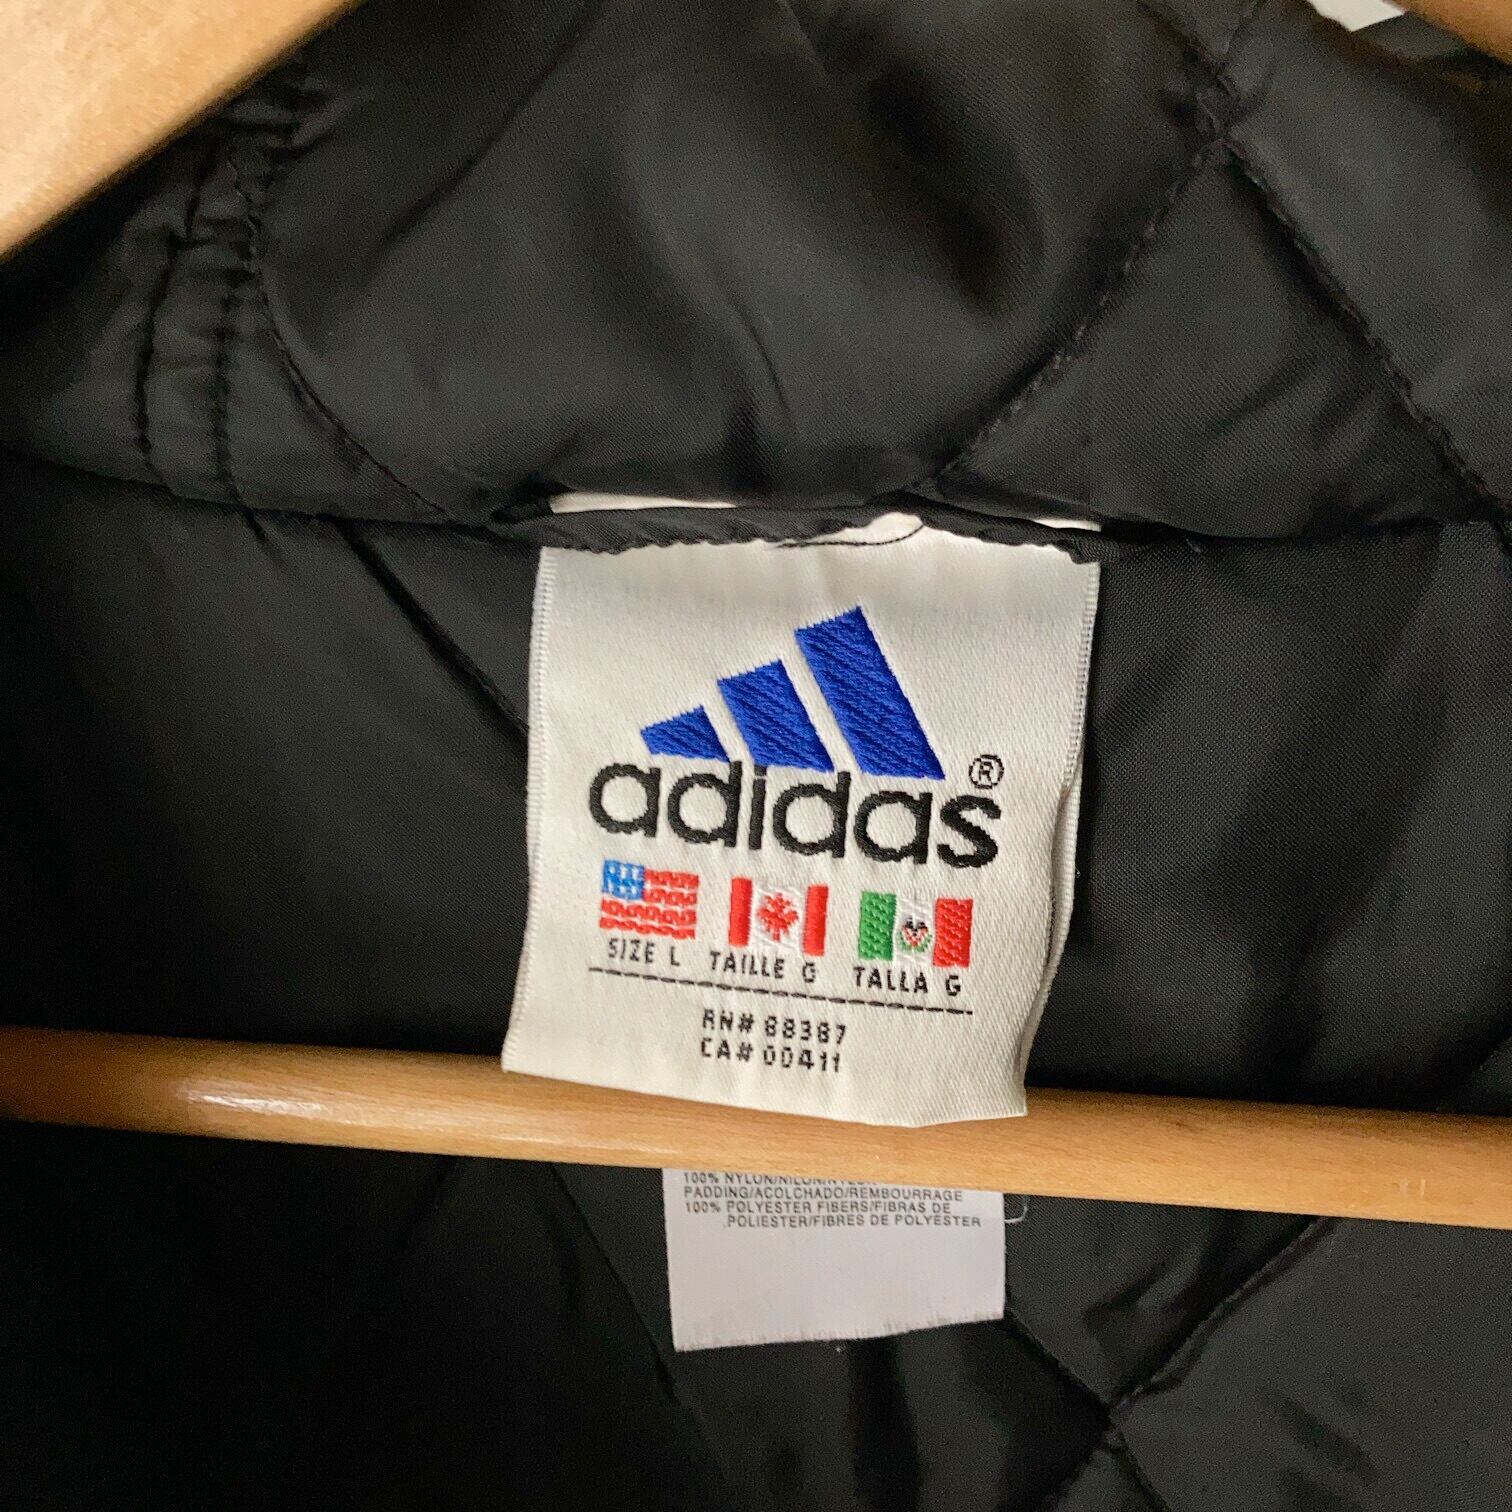 adidas®
SIZE L TAILLE G TALLA G
RN# 88387
CA# 00411
100% NYLON/NILON/NYLON
PADDING/ACOLCHADO/REMBOURRAGE
100% POLYESTER FIBERS/FIBRAS DE
POLIESTER/FIBRES DE POLYESTER